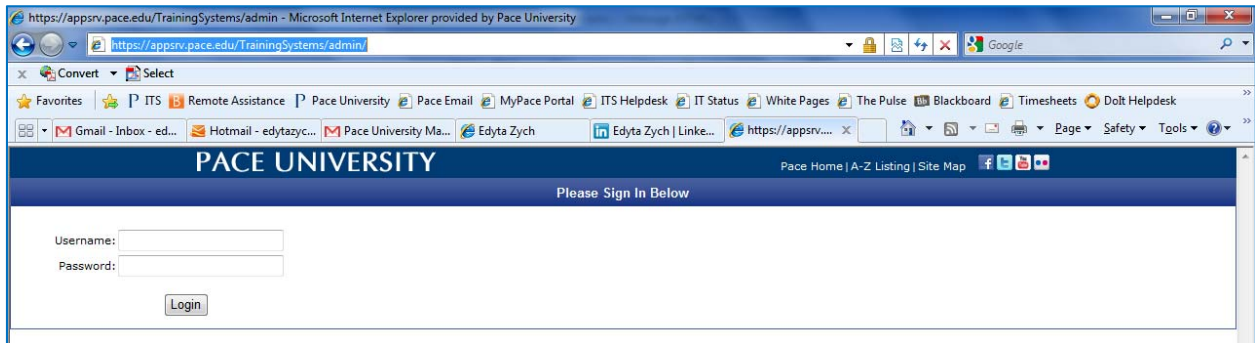 https://appsrv.pace.edu/TrainingSystems/admin - Microsoft Internet Explorer provided by Pace University
https://appsrv.pace.edu/TrainingSystems/admin/ Google
x Convert Select
Favorites P ITS Remote Assistance P Pace University Pace Email MyPace Portal ITS Helpdesk IT Status White Pages The Pulse Bb Blackboard Timesheets DoIt Helpdesk
Gmail - Inbox - ed... Hotmail - edytazyc... Pace University Ma... Edyta Zych Edyta Zych | Linke... https://appsrv.... x Page Safety Tools
PACE UNIVERSITY Pace Home | A-Z Listing | Site Map
Please Sign In Below
Username:
Password:
Login